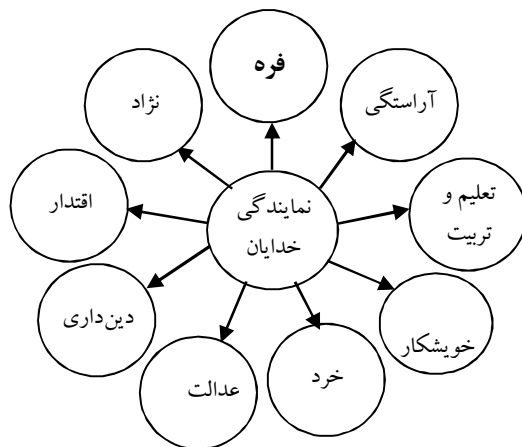 فره
آراستگی
نژاد
تعلیم و
تربیت
نمایندگی
خدایان
اقتدار
خویشکار
دین‌داری
خرد
عدالت